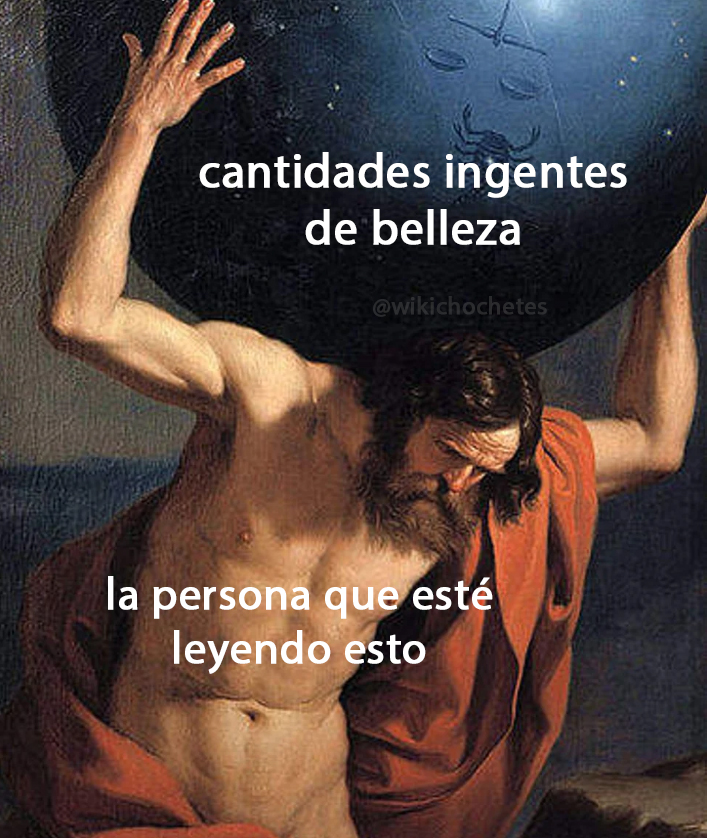 cantidades ingentes
de belleza
@wikichochetes
la persona que esté
leyendo esto